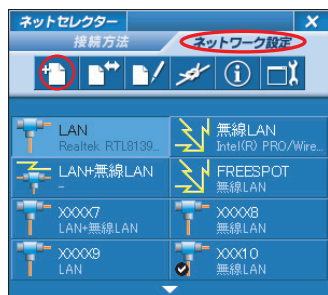 ネットセレクター
接続方法
ネットワーク設定
LAN
Realtek RTL8139...
無線LAN
Intel(R) PRO/Wire...
LAN+無線LAN
-
FREESPOT
無線LAN
XXXX7
LAN+無線LAN
XXXX8
無線LAN
XXXX9
LAN
XXX10
無線LAN